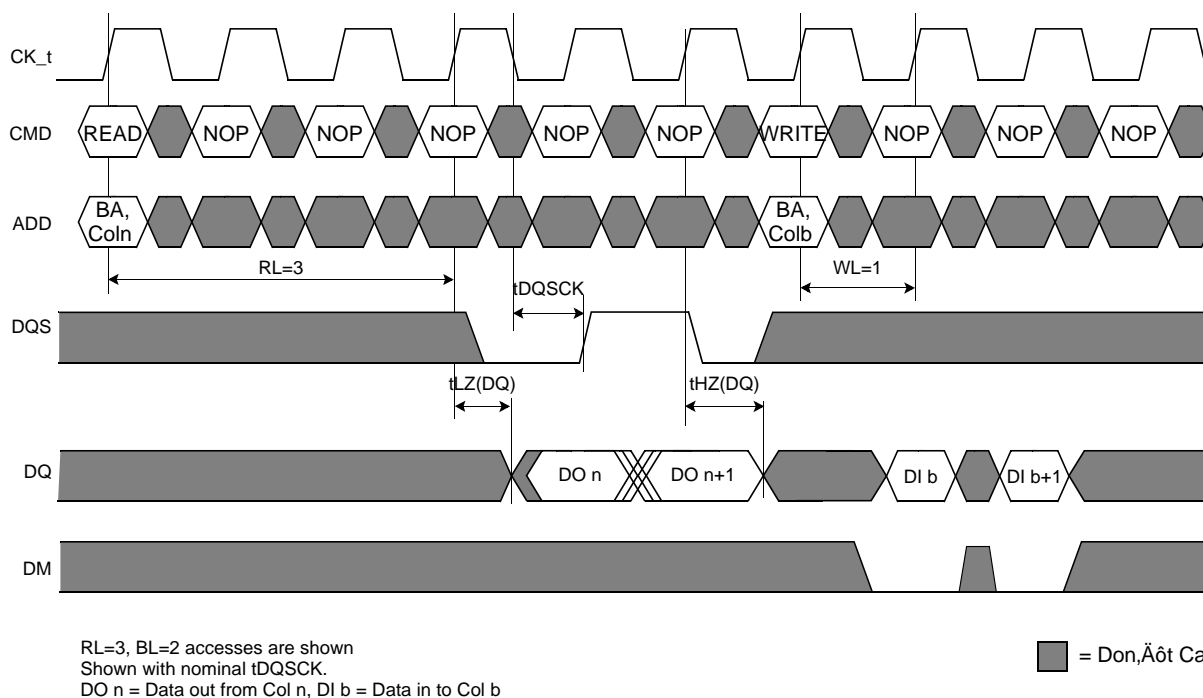 CK_t
CMD READ NOP NOP NOP NOP NOP WRITE NOP NOP NOP
ADD BA, Coln BA, Colb
RL=3 WL=1
tDQSCK
DQS
tLZ(DQ) tHZ(DQ)
DQ DO n DO n+1 DI b DI b+1
DM
RL=3, BL=2 accesses are shown
Shown with nominal tDQSCK.
DO n = Data out from Col n, DI b = Data in to Col b
= Don‚Äôt Ca